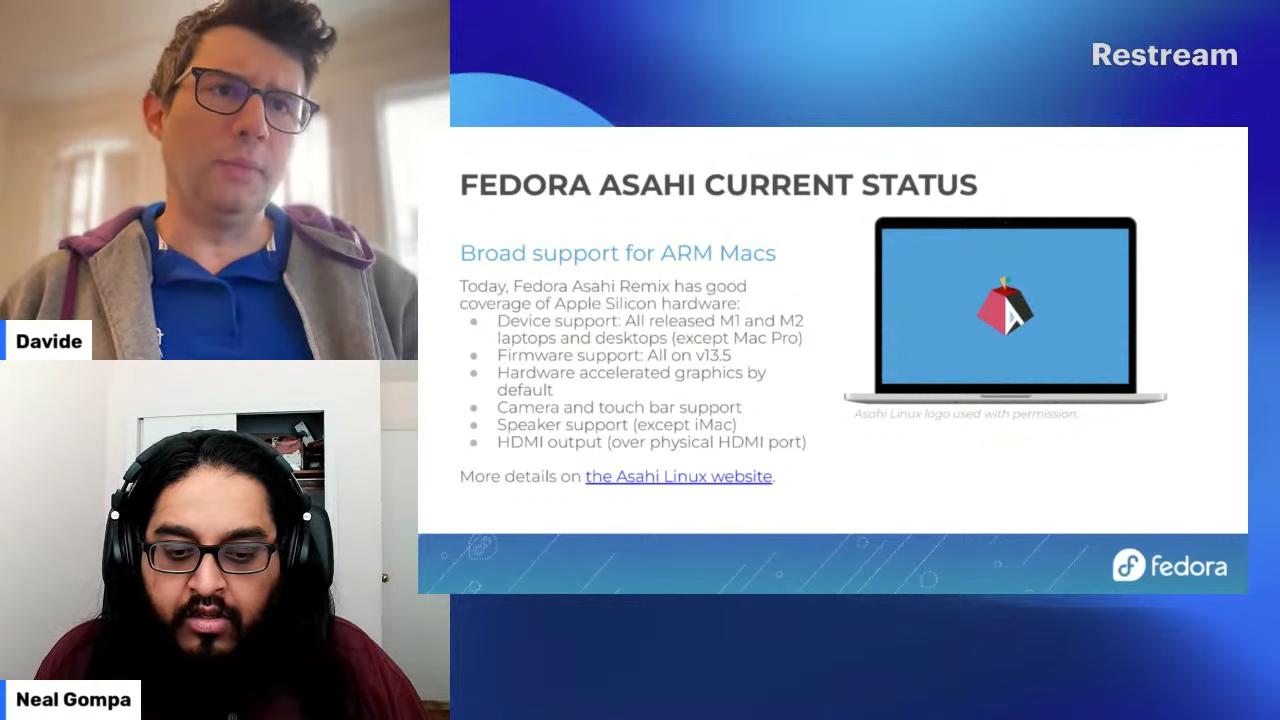 Restream
FEDORA ASAHI CURRENT STATUS
Broad support for ARM Macs
Today, Fedora Asahi Remix has good
coverage of Apple Silicon hardware:
● Device support: All released M1 and M2
laptops and desktops (except Mac Pro)
● Firmware support: All on v13.5
● Hardware accelerated graphics by
default
● Camera and touch bar support
● Speaker support (except iMac)
● HDMI output (over physical HDMI port)
More details on the Asahi Linux website.
Asahi Linux logo used with permission.
fedora
Davide
Neal Gompa